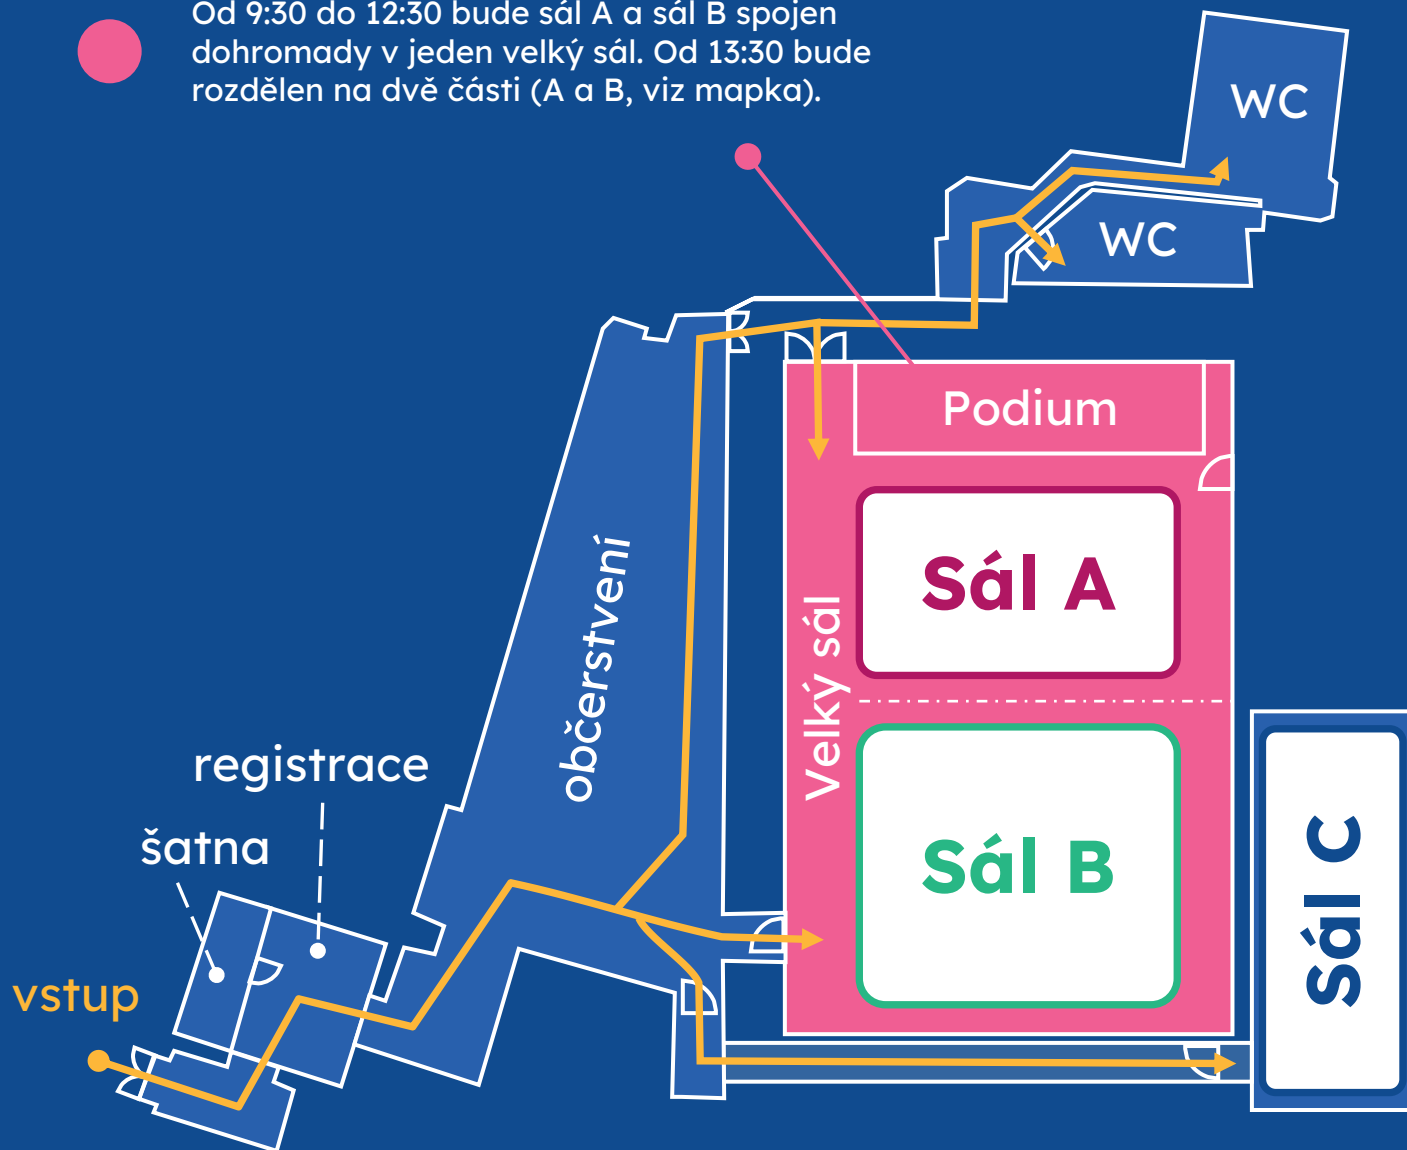 Od 9:30 do 12:30 bude sál A a sál B spojen
dohromady v jeden velký sál. Od 13:30 bude
rozdělen na dvě části (A a B, viz mapka).
WC
WC
Podium
Sál A
Velký sál
občerstvení
Sál B
Sál C
registrace
šatna
vstup